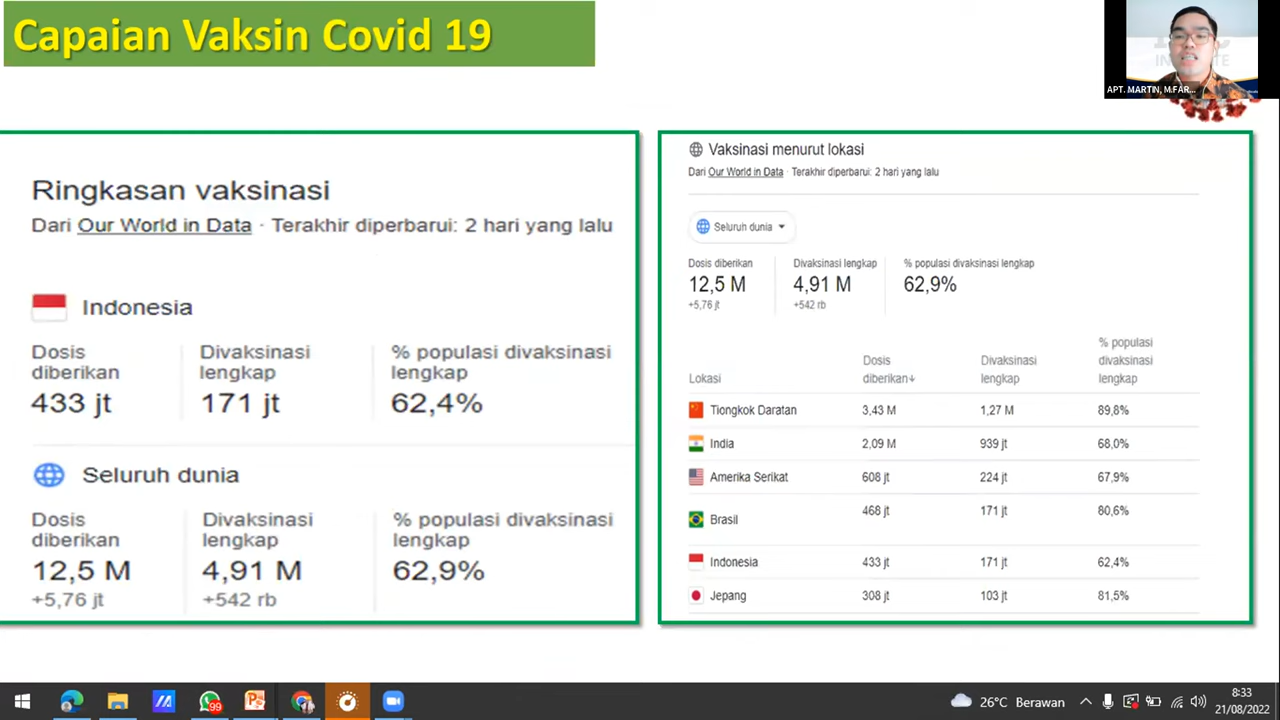 Capaian Vaksin Covid 19
APT. MARTIN, M.FAR...
Ringkasan vaksinasi
Dari Our World in Data · Terakhir diperbarui: 2 hari yang lalu
Indonesia
Dosis diberikan
433 jt
Divaksinasi lengkap
171 jt
% populasi divaksinasi lengkap
62,4%
Seluruh dunia
Dosis diberikan
12,5 M
+5,76 jt
Divaksinasi lengkap
4,91 M
+542 rb
% populasi divaksinasi lengkap
62,9%
Vaksinasi menurut lokasi
Dari Our World in Data · Terakhir diperbarui: 2 hari yang lalu
Seluruh dunia
Dosis diberikan
12,5 M
+5,76 jt
Divaksinasi lengkap
4,91 M
+542 rb
% populasi divaksinasi lengkap
62,9%
Lokasi Dosis diberikan↓ Divaksinasi lengkap % populasi divaksinasi lengkap
Tiongkok Daratan 3,43 M 1,27 M 89,8%
India 2,09 M 939 jt 68,0%
Amerika Serikat 608 jt 224 jt 67,9%
Brasil 468 jt 171 jt 80,6%
Indonesia 433 jt 171 jt 62,4%
Jepang 308 jt 103 jt 81,5%
99
26°C Berawan
8:33
21/08/2022